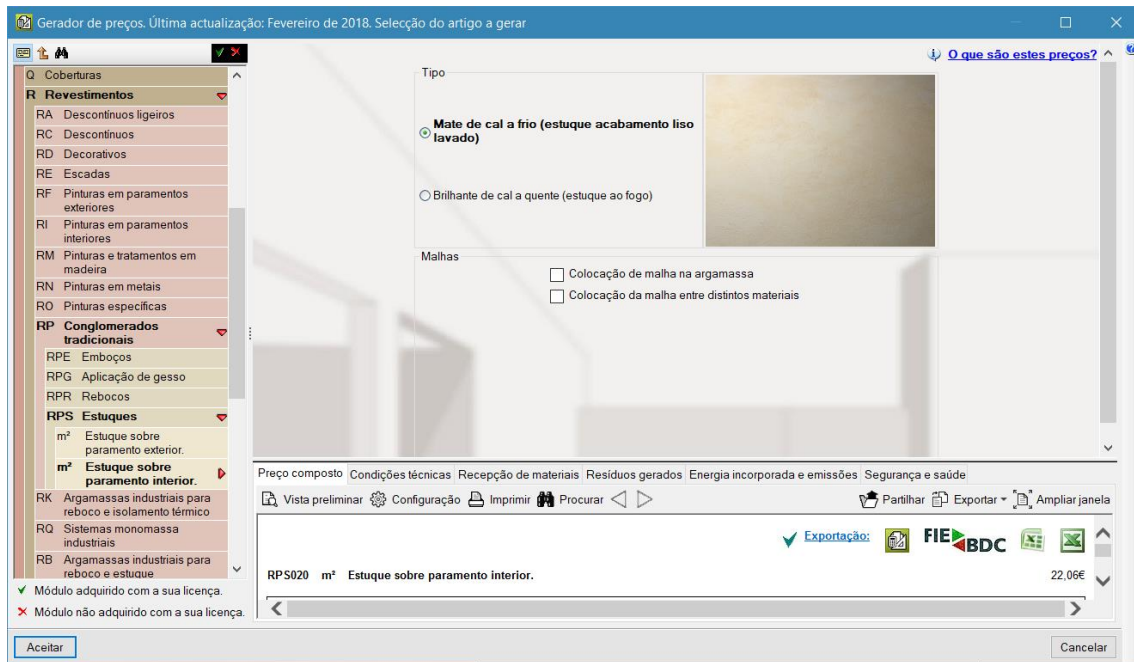 Gerador de preços. Última actualização: Fevereiro de 2018. Selecção do artigo a gerar
Q Coberturas
R Revestimentos
RA Descontínuos ligeiros
RC Descontínuos
RD Decorativos
RE Escadas
RF Pinturas em paramentos
exteriores
RI Pinturas em paramentos
interiores
RM Pinturas e tratamentos em
madeira
RN Pinturas em metais
RO Pinturas específicas
RP Conglomerados
tradicionais
RPE Emboços
RPG Aplicação de gesso
RPR Rebocos
RPS Estuques
m² Estuque sobre
paramento exterior.
m² Estuque sobre
paramento interior.
RK Argamassas industriais para
reboco e isolamento térmico
RQ Sistemas monomassa
industriais
RB Argamassas industriais para
reboco e estuque
Módulo adquirido com a sua licença.
Módulo não adquirido com a sua licença.
O que são estes preços?
Tipo
Mate de cal a frio (estuque acabamento liso
lavado)
Brilhante de cal a quente (estuque ao fogo)
Malhas
Colocação de malha na argamassa
Colocação da malha entre distintos materiais
Preço composto Condições técnicas Recepção de materiais Resíduos gerados Energia incorporada e emissões Segurança e saúde
Vista preliminar Configuração Imprimir Procurar Partilhar Exportar Ampliar janela
Exportação: FIEBDC
RPS020 m² Estuque sobre paramento interior. 22,06€
Aceitar Cancelar